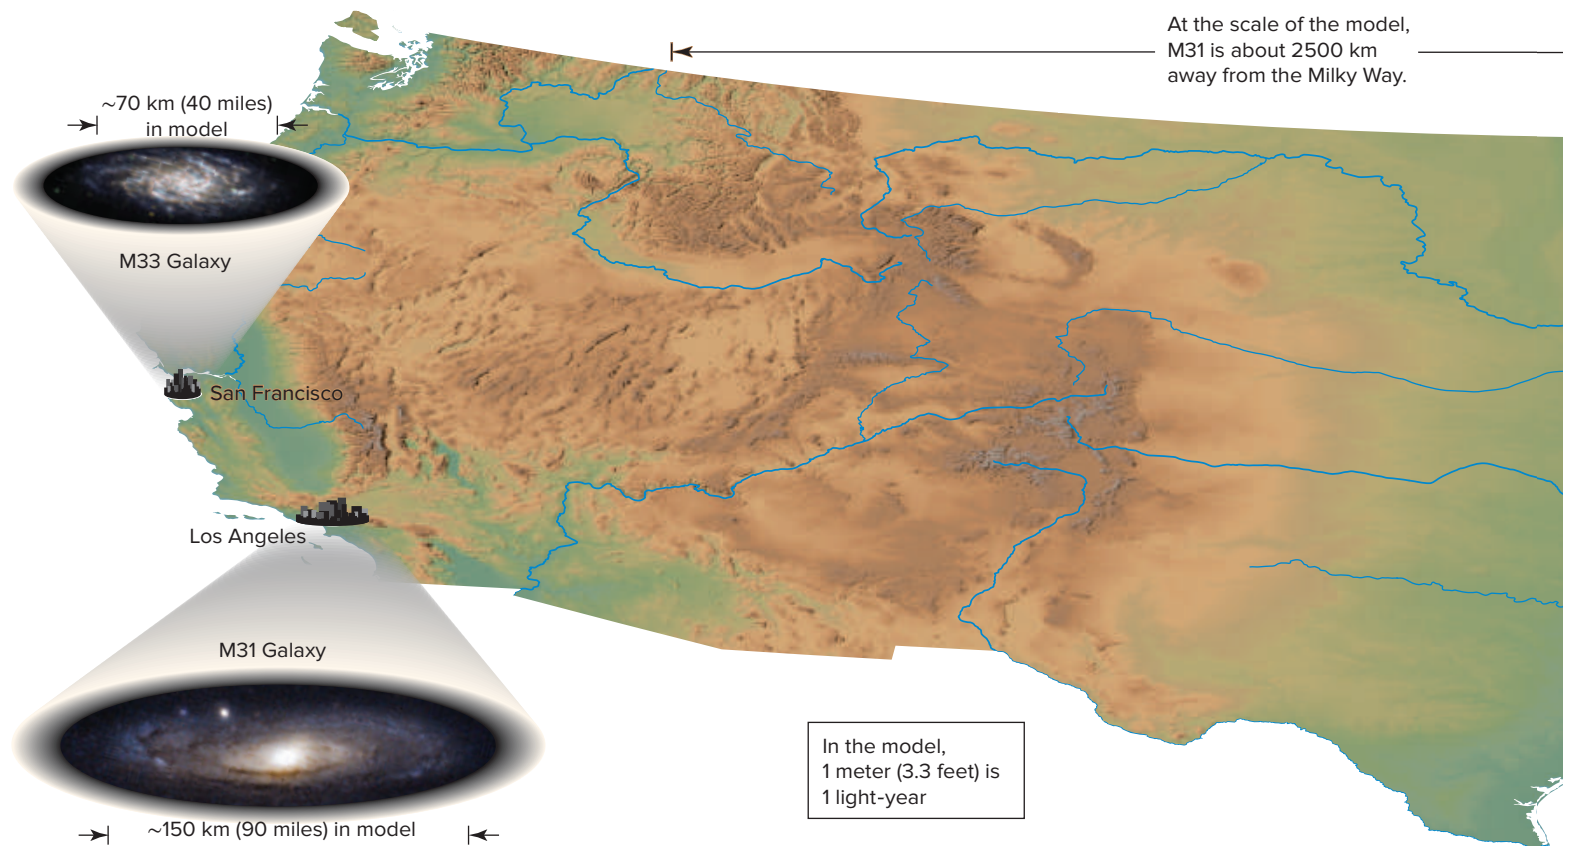 At the scale of the model,
M31 is about 2500 km
away from the Milky Way.
~70 km (40 miles)
in model
M33 Galaxy
San Francisco
Los Angeles
M31 Galaxy
In the model,
1 meter (3.3 feet) is
1 light-year
~150 km (90 miles) in model